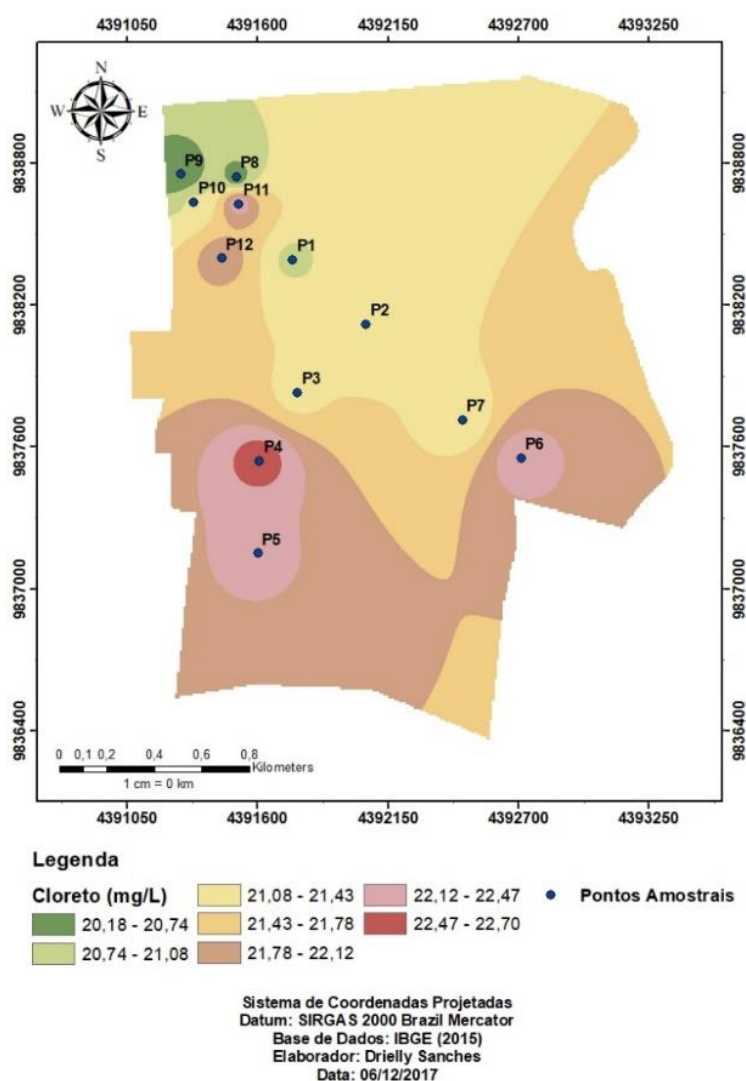 4391050 4391600 4392150 4392700 4393250
N
W E
S
9838800 9838800
P9 P8
P10 P11
P12 P1
9838200 9838200
P2
P3
P7
9837600 9837600
P4 P6
P5
9837000 9837000
9836400 9836400
0 0,1 0,2 0,4 0,6 0,8
Kilometers
1 cm = 0 km
4391050 4391600 4392150 4392700 4393250
Legenda
Cloreto (mg/L)
20,18 - 20,74
20,74 - 21,08
21,08 - 21,43
21,43 - 21,78
21,78 - 22,12
22,12 - 22,47
22,47 - 22,70
Pontos Amostrais
Sistema de Coordenadas Projetadas
Datum: SIRGAS 2000 Brazil Mercator
Base de Dados: IBGE (2015)
Elaborador: Drielly Sanches
Data: 06/12/2017